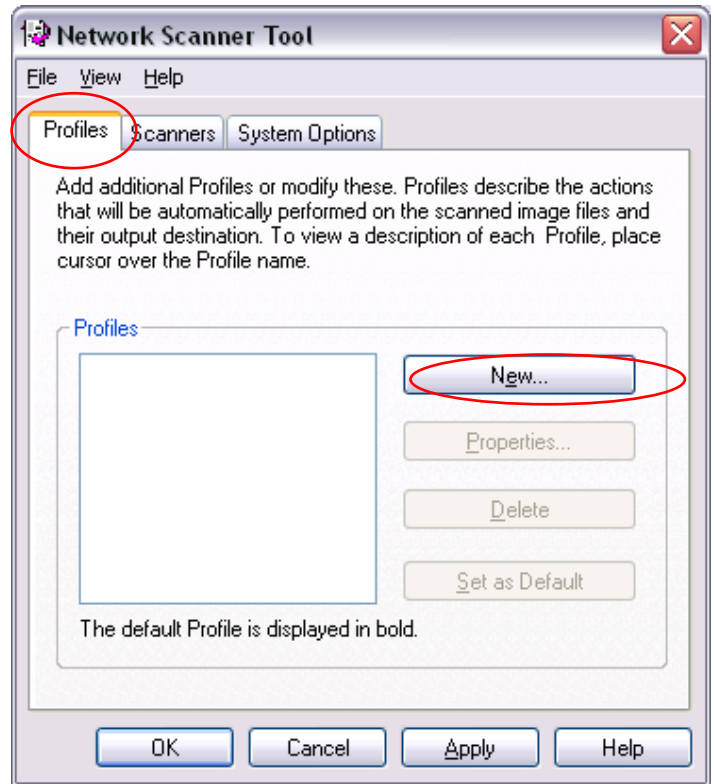 Network Scanner Tool
File View Help
Profiles Scanners System Options
Add additional Profiles or modify these. Profiles describe the actions
that will be automatically performed on the scanned image files and
their output destination. To view a description of each Profile, place
cursor over the Profile name.
Profiles
New...
Properties...
Delete
Set as Default
The default Profile is displayed in bold.
OK Cancel Apply Help